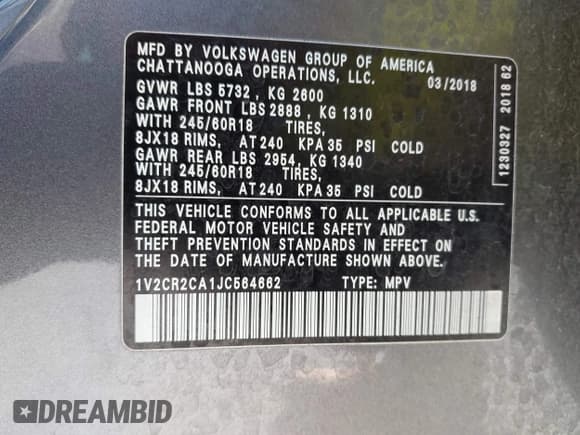 MFD BY VOLKSWAGEN GROUP OF AMERICA
CHATTANOOGA OPERATIONS, LLC. 03/2018
GVWR LBS 5732 , KG 2600
GAWR FRONT LBS 2888 , KG 1310
WITH 245/60R18 TIRES,
8JX18 RIMS, AT 240 KPA 35 PSI COLD
GAWR REAR LBS 2954, KG 1340
WITH 245/60R18 TIRES,
8JX18 RIMS, AT 240 KPA 35 PSI COLD
THIS VEHICLE CONFORMS TO ALL APPLICABLE U.S.
FEDERAL MOTOR VEHICLE SAFETY AND
THEFT PREVENTION STANDARDS IN EFFECT ON
THE DATE OF MANUFACTURE SHOWN ABOVE.
1V2CR2CA1JC564662 TYPE: MPV
1230327 2018 62
DREAMBID